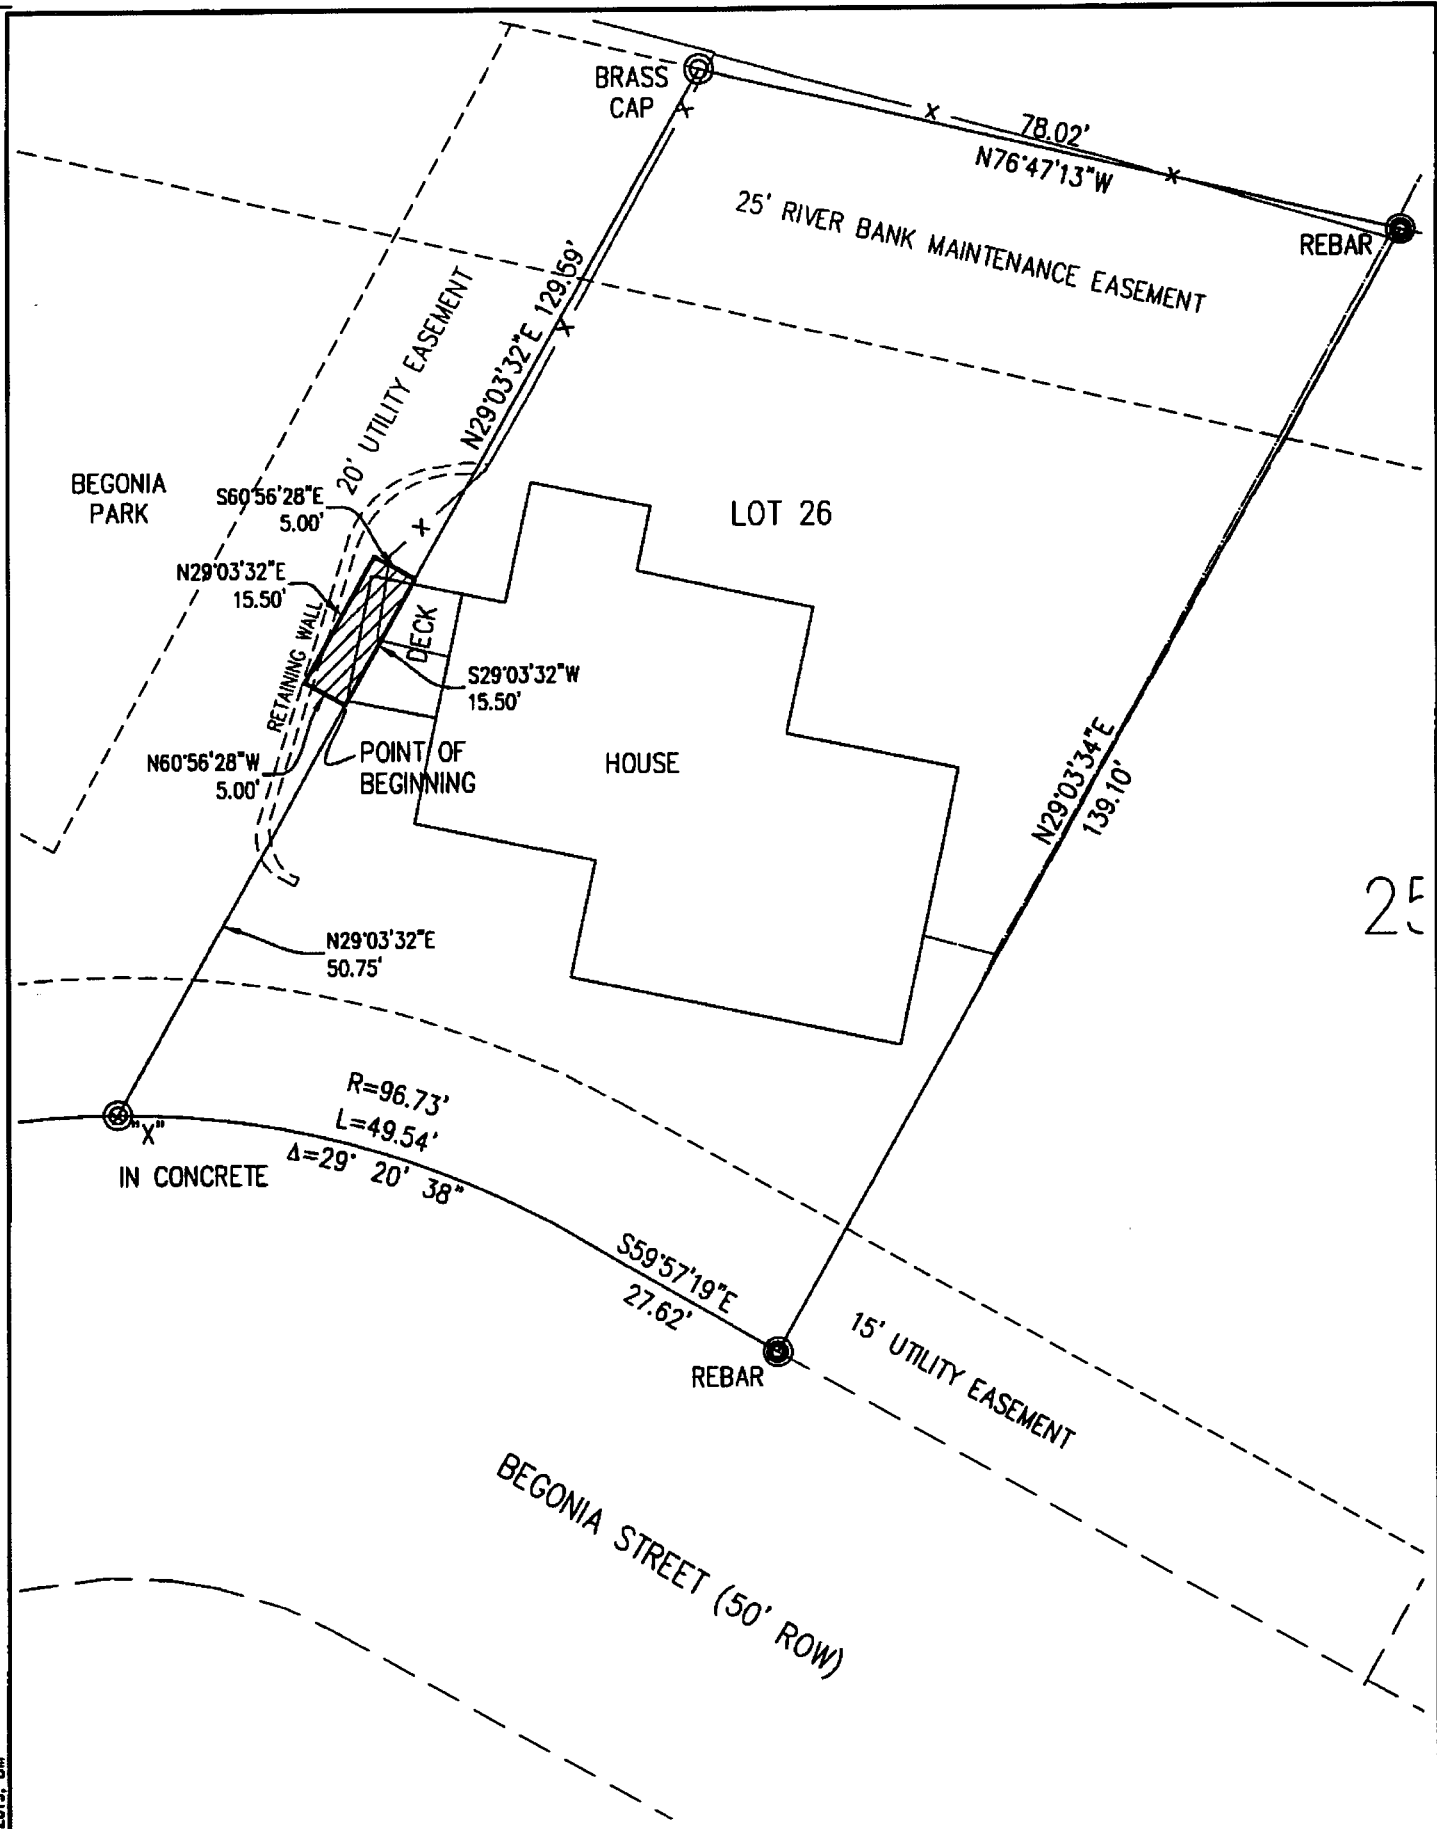 BRASS
CAP
78.02'
N76°47'13"W
25' RIVER BANK MAINTENANCE EASEMENT
REBAR
N29°03'32"E 129.59'
20' UTILITY EASEMENT
BEGONIA
PARK
S60°56'28"E
5.00'
LOT 26
N29°03'32"E
15.50'
RETAINING WALL
DECK
S29°03'32"W
15.50'
N60°56'28"W
5.00'
POINT OF
BEGINNING
HOUSE
N29°03'34"E
139.10'
25
N29°03'32"E
50.75'
R=96.73'
L=49.54'
Δ=29° 20' 38"
"X"
IN CONCRETE
S59°57'19"E
27.62'
REBAR
15' UTILITY EASEMENT
BEGONIA STREET (50' ROW)